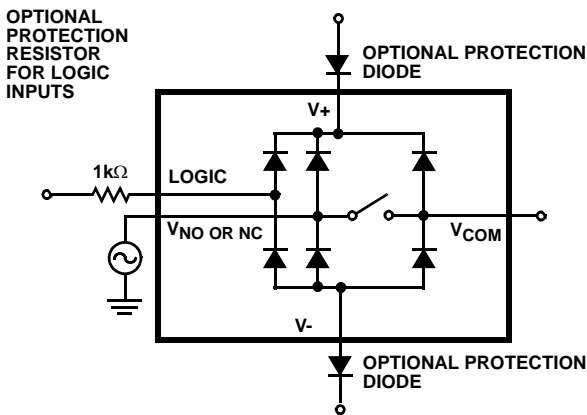 OPTIONAL
PROTECTION
RESISTOR
FOR LOGIC
INPUTS
OPTIONAL PROTECTION
DIODE
V+
1kΩ
LOGIC
VNO OR NC
VCOM
V-
OPTIONAL PROTECTION
DIODE